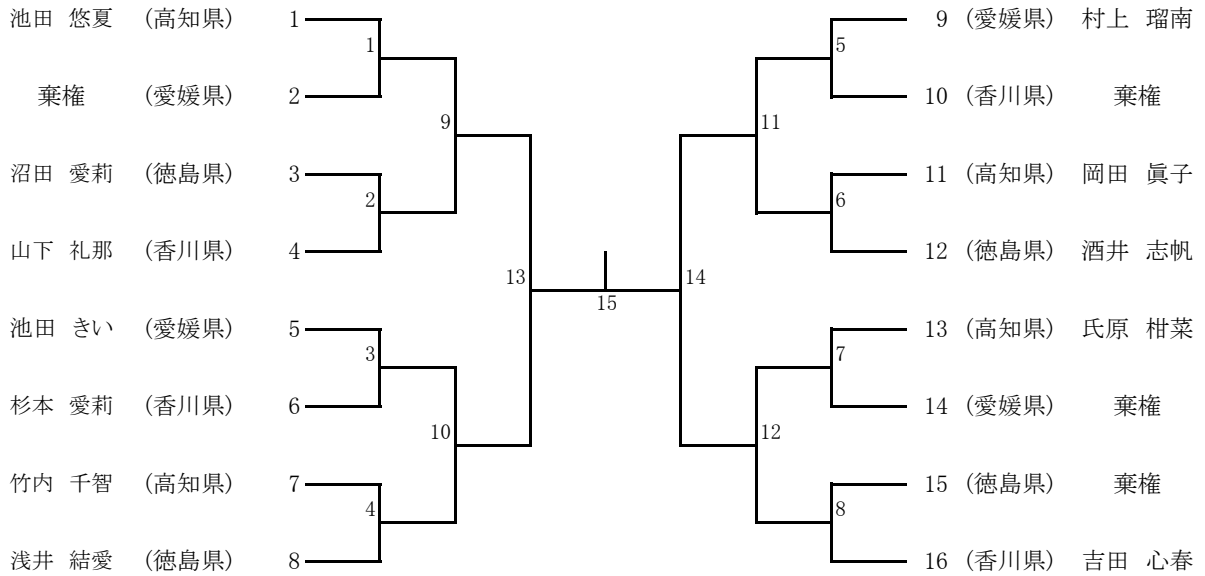 池田 悠夏 (高知県) 1
1
棄権 (愛媛県) 2
9
沼田 愛莉 (徳島県) 3
2
山下 礼那 (香川県) 4
13
池田 きい (愛媛県) 5
3
杉本 愛莉 (香川県) 6
10
竹内 千智 (高知県) 7
4
浅井 結愛 (徳島県) 8
15
9 (愛媛県) 村上 瑠南
5
10 (香川県) 棄権
11
11 (高知県) 岡田 眞子
6
12 (徳島県) 酒井 志帆
14
13 (高知県) 氏原 柑菜
7
14 (愛媛県) 棄権
12
15 (徳島県) 棄権
8
16 (香川県) 吉田 心春